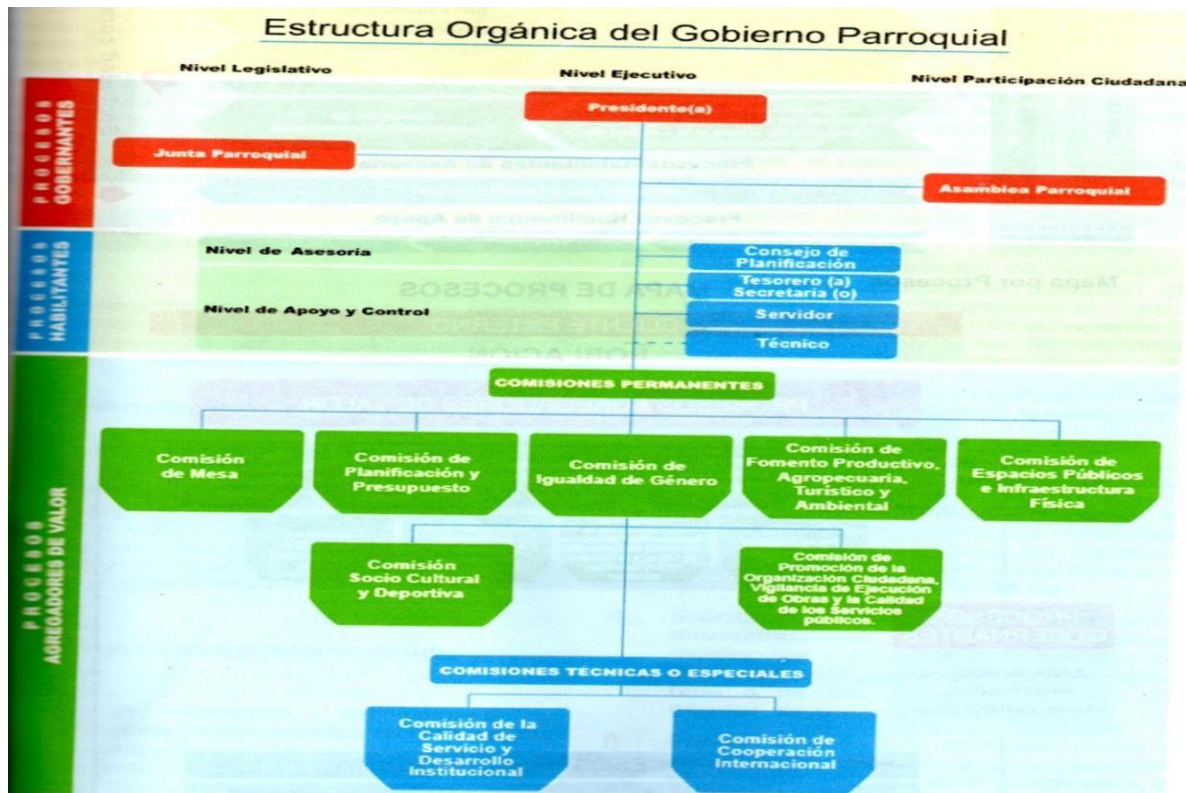 Estructura Orgánica del Gobierno Parroquial
Nivel Legislativo
Nivel Ejecutivo
Nivel Participación Ciudadana
PROCESOS
GOBERNANTES
Presidente(a)
Junta Parroquial
Asamblea Parroquial
PROCESOS
HABILITANTES
Nivel de Asesoria
Consejo de
Planificación
Nivel de Apoyo y Control
Tesorero (a)
Secretaria (o)
Servidor
Técnico
PROCESOS
AGREGADORES DE VALOR
COMISIONES PERMANENTES
Comisión
de Mesa
Comisión de
Planificación y
Presupuesto
Comisión de
Igualdad de Género
Comisión de
Fomento Productivo,
Agropecuaria,
Turístico y
Ambiental
Comisión de
Espacios Públicos
e Infraestructura
Física
Comisión
Socio Cultural
y Deportiva
Comisión de
Promoción de la
Organización Ciudadana,
Vigilancia de Ejecución
de Obras y la Calidad
de los Servicios
públicos.
COMISIONES TÉCNICAS O ESPECIALES
Comisión de la
Calidad de
Servicio y
Desarrollo
Institucional
Comisión de
Cooperación
Internacional